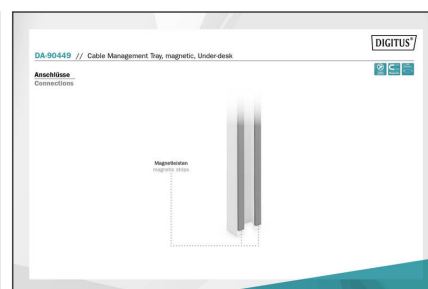 DIGITUS®
DA-90449 // Cable Management Tray, magnetic, Under-desk
Anschlüsse
Connections
Magnetleisten
magnetic strips